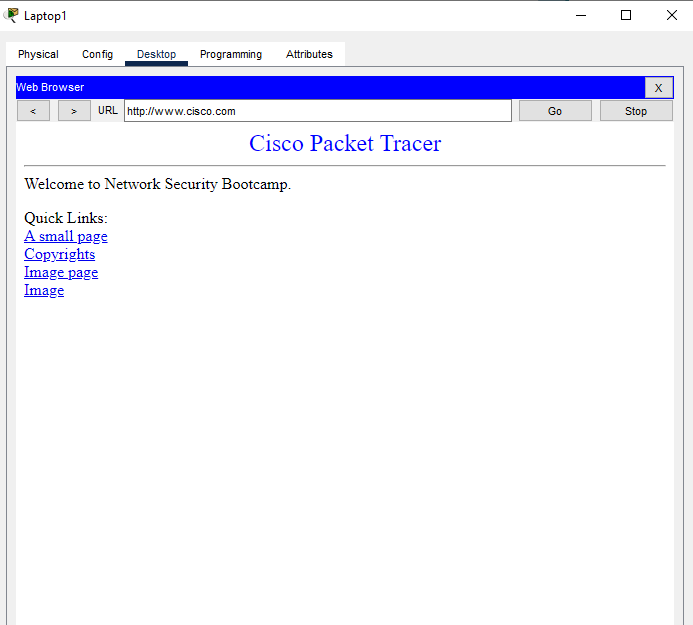 Laptop1
Physical Config Desktop Programming Attributes
Web Browser X
< > URL http://www.cisco.com Go Stop
Cisco Packet Tracer
Welcome to Network Security Bootcamp.
Quick Links:
A small page
Copyrights
Image page
Image